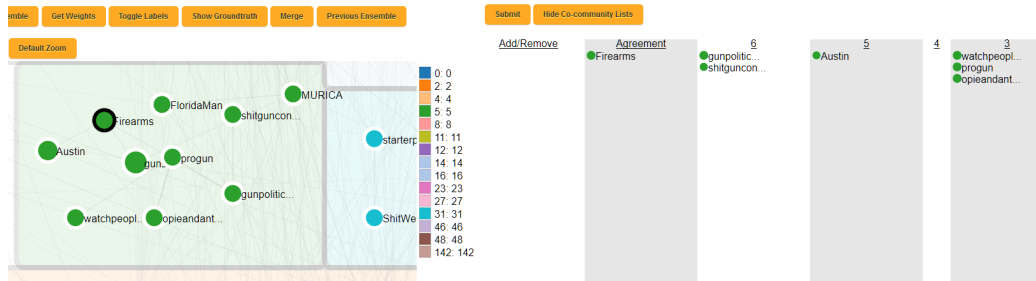 emble Get Weights Toggle Labels Show Groundtruth Merge Previous Ensemble
Default Zoom
MURICA
FloridaMan
shitguncon...
Firearms
starterp
Austin
guns
progun
gunpolitic...
watchpeopl...
opieandant...
ShitWe
0: 0
2: 2
4: 4
5: 5
8: 8
11: 11
12: 12
14: 14
16: 16
23: 23
27: 27
31: 31
46: 46
48: 48
142: 142
Submit Hide Co-community Lists
Add/Remove Agreement 6 5 4 3
Firearms gunpolitic... Austin watchpeopl...
shitguncon... progun
opieandant...